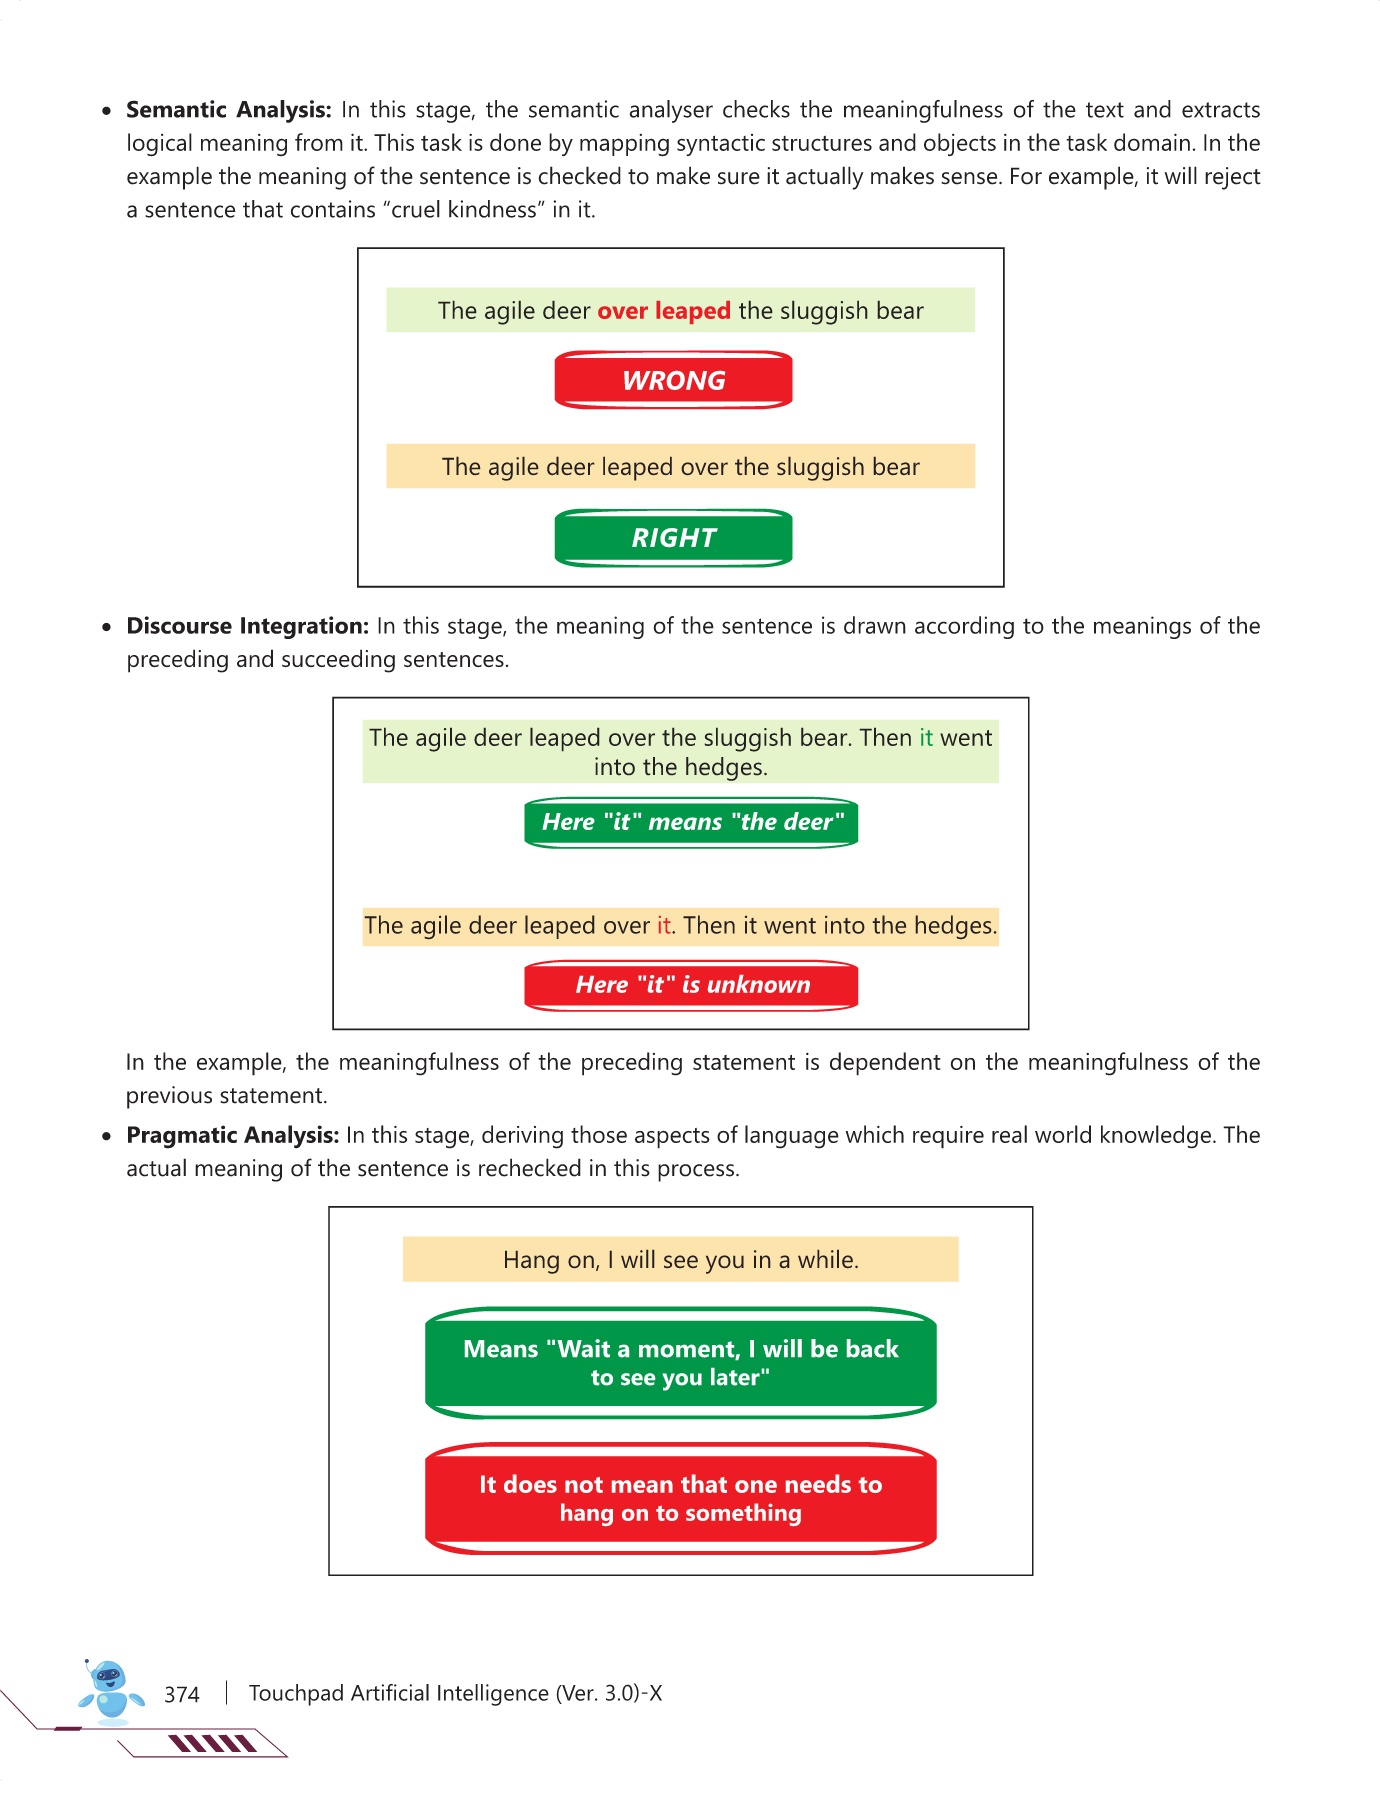 • Semantic Analysis: In this stage, the semantic analyser checks the meaningfulness of the text and extracts
logical meaning from it. This task is done by mapping syntactic structures and objects in the task domain. In the
example the meaning of the sentence is checked to make sure it actually makes sense. For example, it will reject
a sentence that contains “cruel kindness” in it.
The agile deer over leaped the sluggish bear
WRONG
The agile deer leaped over the sluggish bear
RIGHT
• Discourse Integration: In this stage, the meaning of the sentence is drawn according to the meanings of the
preceding and succeeding sentences.
The agile deer leaped over the sluggish bear. Then it went
into the hedges.
Here "it" means "the deer"
The agile deer leaped over it. Then it went into the hedges.
Here "it" is unknown
In the example, the meaningfulness of the preceding statement is dependent on the meaningfulness of the
previous statement.
• Pragmatic Analysis: In this stage, deriving those aspects of language which require real world knowledge. The
actual meaning of the sentence is rechecked in this process.
Hang on, I will see you in a while.
Means "Wait a moment, I will be back
to see you later"
It does not mean that one needs to
hang on to something
374 | Touchpad Artificial Intelligence (Ver. 3.0)-X